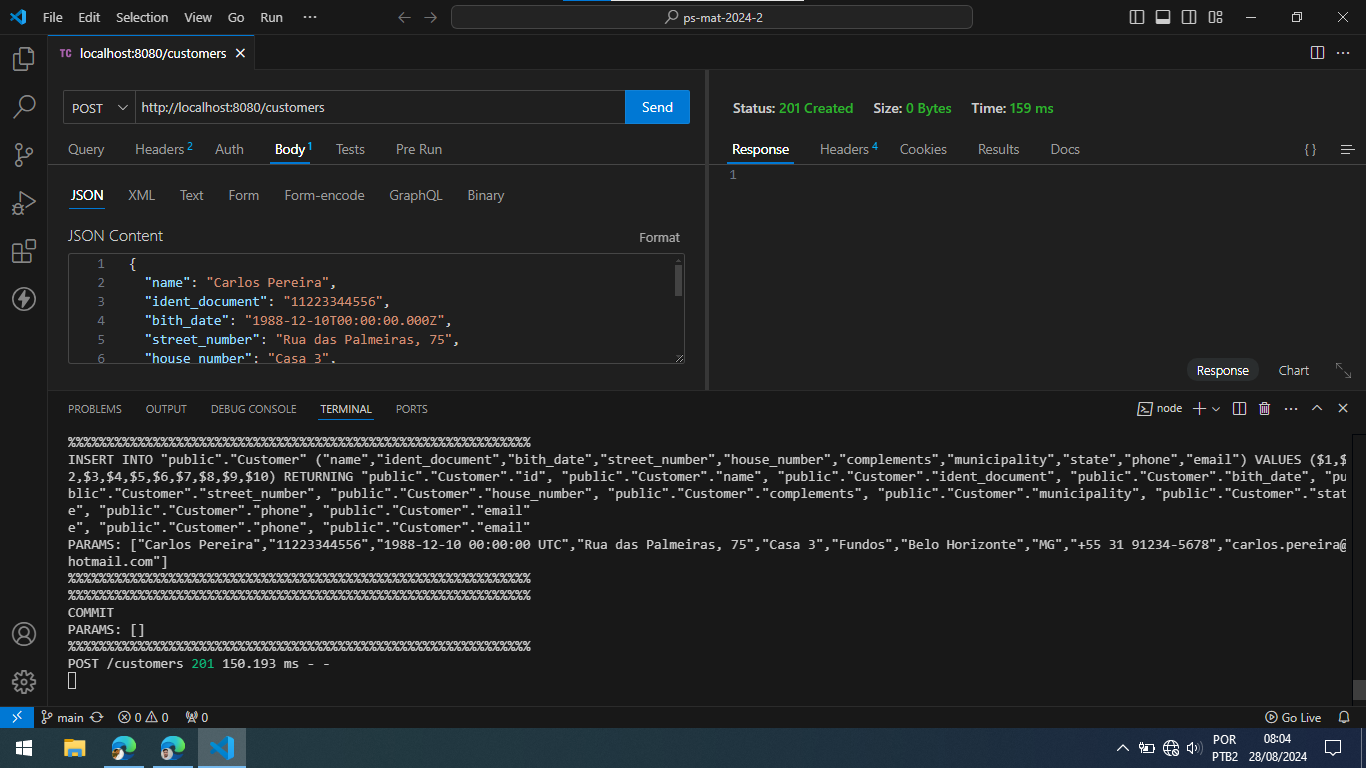 File Edit Selection View Go Run ··· ps-mat-2024-2
TC localhost:8080/customers
POST http://localhost:8080/customers Send
Status: 201 Created Size: 0 Bytes Time: 159 ms
Query Headers 2 Auth Body 1 Tests Pre Run
Response Headers 4 Cookies Results Docs { }
1
JSON XML Text Form Form-encode GraphQL Binary
JSON Content Format
1 {
2 "name": "Carlos Pereira",
3 "ident_document": "11223344556",
4 "bith_date": "1988-12-10T00:00:00.000Z",
5 "street_number": "Rua das Palmeiras, 75",
6 "house_number": "Casa 3",
Response Chart
PROBLEMS OUTPUT DEBUG CONSOLE TERMINAL PORTS node
%%%%%%%%%%%%%%%%%%%%%%%%%%%%%%%%%%%%%%%%%%%%%%%%%%%%%%%%%%%%
INSERT INTO "public"."Customer" ("name","ident_document","bith_date","street_number","house_number","complements","municipality","state","phone","email") VALUES ($1,$
2,$3,$4,$5,$6,$7,$8,$9,$10) RETURNING "public"."Customer"."id", "public"."Customer"."name", "public"."Customer"."ident_document", "public"."Customer"."bith_date", "pu
blic"."Customer"."street_number", "public"."Customer"."house_number", "public"."Customer"."complements", "public"."Customer"."municipality", "public"."Customer"."stat
e", "public"."Customer"."phone", "public"."Customer"."email"
e", "public"."Customer"."phone", "public"."Customer"."email"
PARAMS: ["Carlos Pereira","11223344556","1988-12-10 00:00:00 UTC","Rua das Palmeiras, 75","Casa 3","Fundos","Belo Horizonte","MG","+55 31 91234-5678","carlos.pereira@
hotmail.com"]
%%%%%%%%%%%%%%%%%%%%%%%%%%%%%%%%%%%%%%%%%%%%%%%%%%%%%%%%%%%%
%%%%%%%%%%%%%%%%%%%%%%%%%%%%%%%%%%%%%%%%%%%%%%%%%%%%%%%%%%%%
COMMIT
PARAMS: []
%%%%%%%%%%%%%%%%%%%%%%%%%%%%%%%%%%%%%%%%%%%%%%%%%%%%%%%%%%%%
POST /customers 201 150.193 ms - -
main 0 0 0 Go Live
POR 08:04
PTB2 28/08/2024